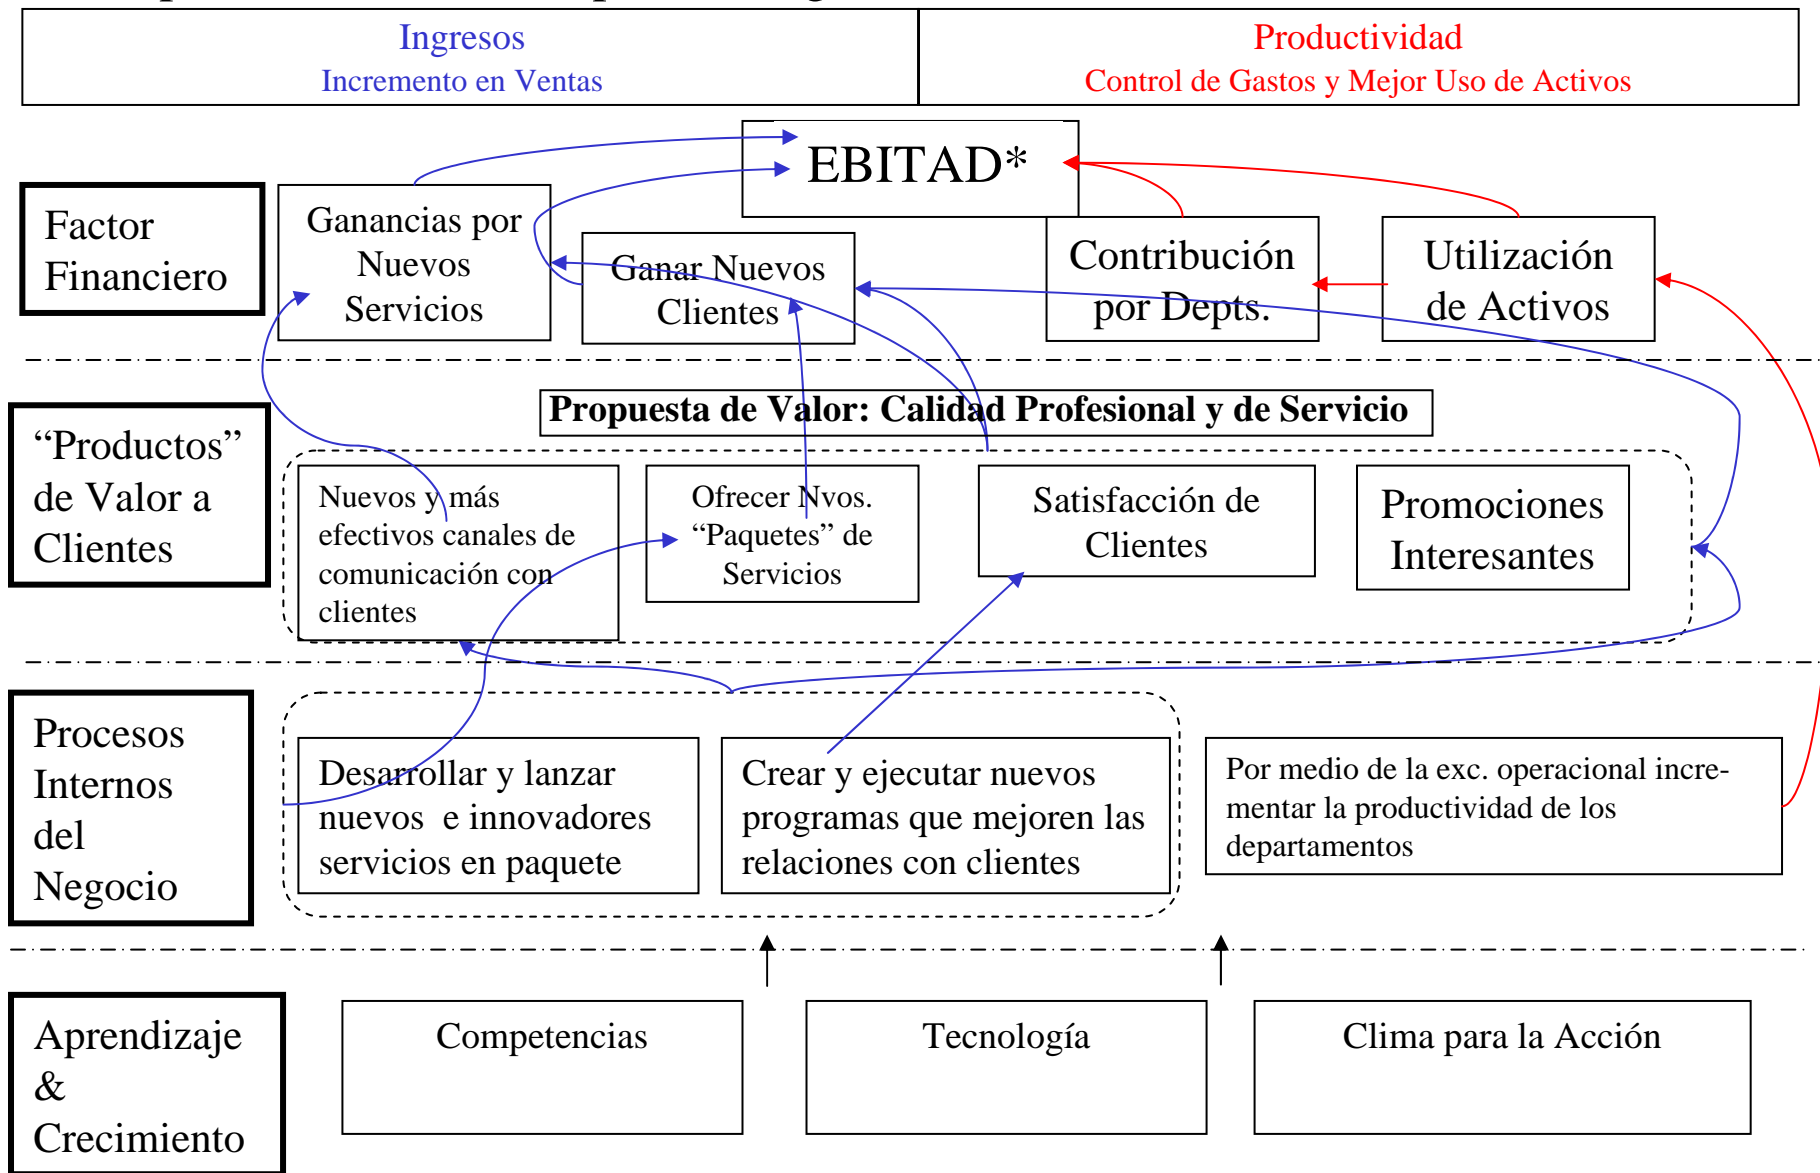 Ingresos
Incremento en Ventas
Productividad
Control de Gastos y Mejor Uso de Activos
EBITAD*
Factor
Financiero
Ganancias por
Nuevos
Servicios
Ganar Nuevos
Clientes
Contribución
por Depts.
Utilización
de Activos
Propuesta de Valor: Calidad Profesional y de Servicio
“Productos”
de Valor a
Clientes
Nuevos y más
efectivos canales de
comunicación con
clientes
Ofrecer Nvos.
“Paquetes” de
Servicios
Satisfacción de
Clientes
Promociones
Interesantes
Procesos
Internos
del
Negocio
Desarrollar y lanzar
nuevos e innovadores
servicios en paquete
Crear y ejecutar nuevos
programas que mejoren las
relaciones con clientes
Por medio de la exc. operacional incre-
mentar la productividad de los
departamentos
Aprendizaje
&
Crecimiento
Competencias
Tecnología
Clima para la Acción